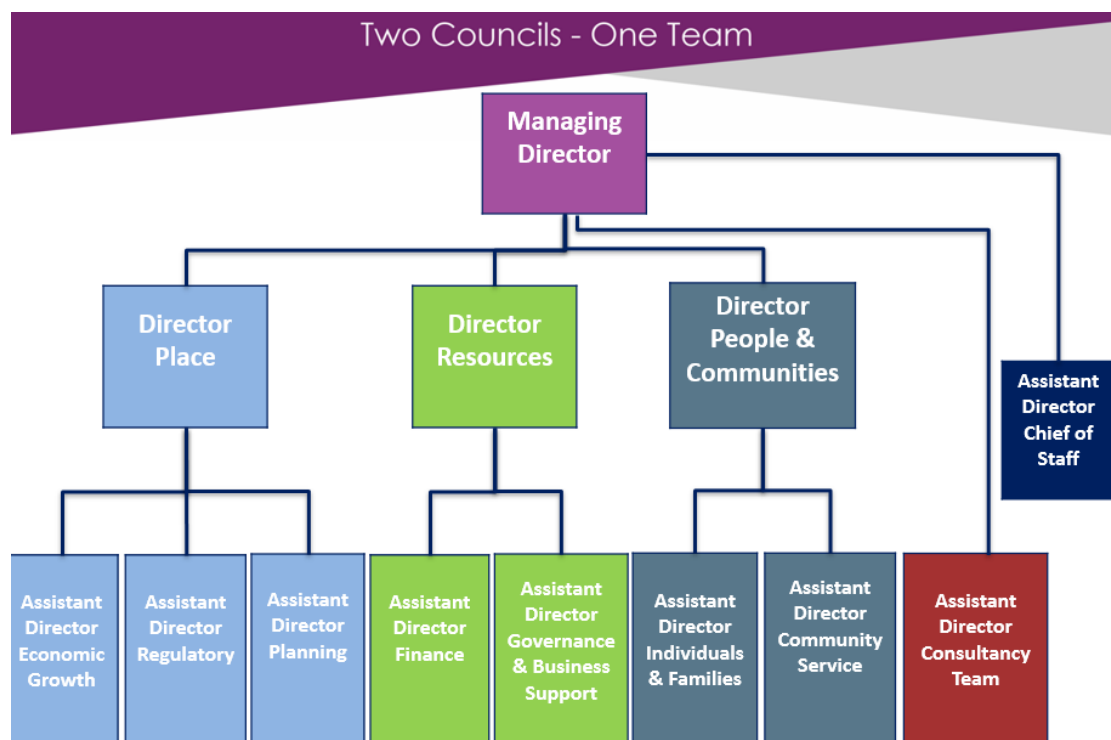 Two Councils - One Team
Managing
Director
Director
Place
Director
Resources
Director
People &
Communities
Assistant
Director
Chief of
Staff
Assistant
Director
Economic
Growth
Assistant
Director
Regulatory
Assistant
Director
Planning
Assistant
Director
Finance
Assistant
Director
Governance
& Business
Support
Assistant
Director
Individuals
& Families
Assistant
Director
Community
Service
Assistant
Director
Consultancy
Team